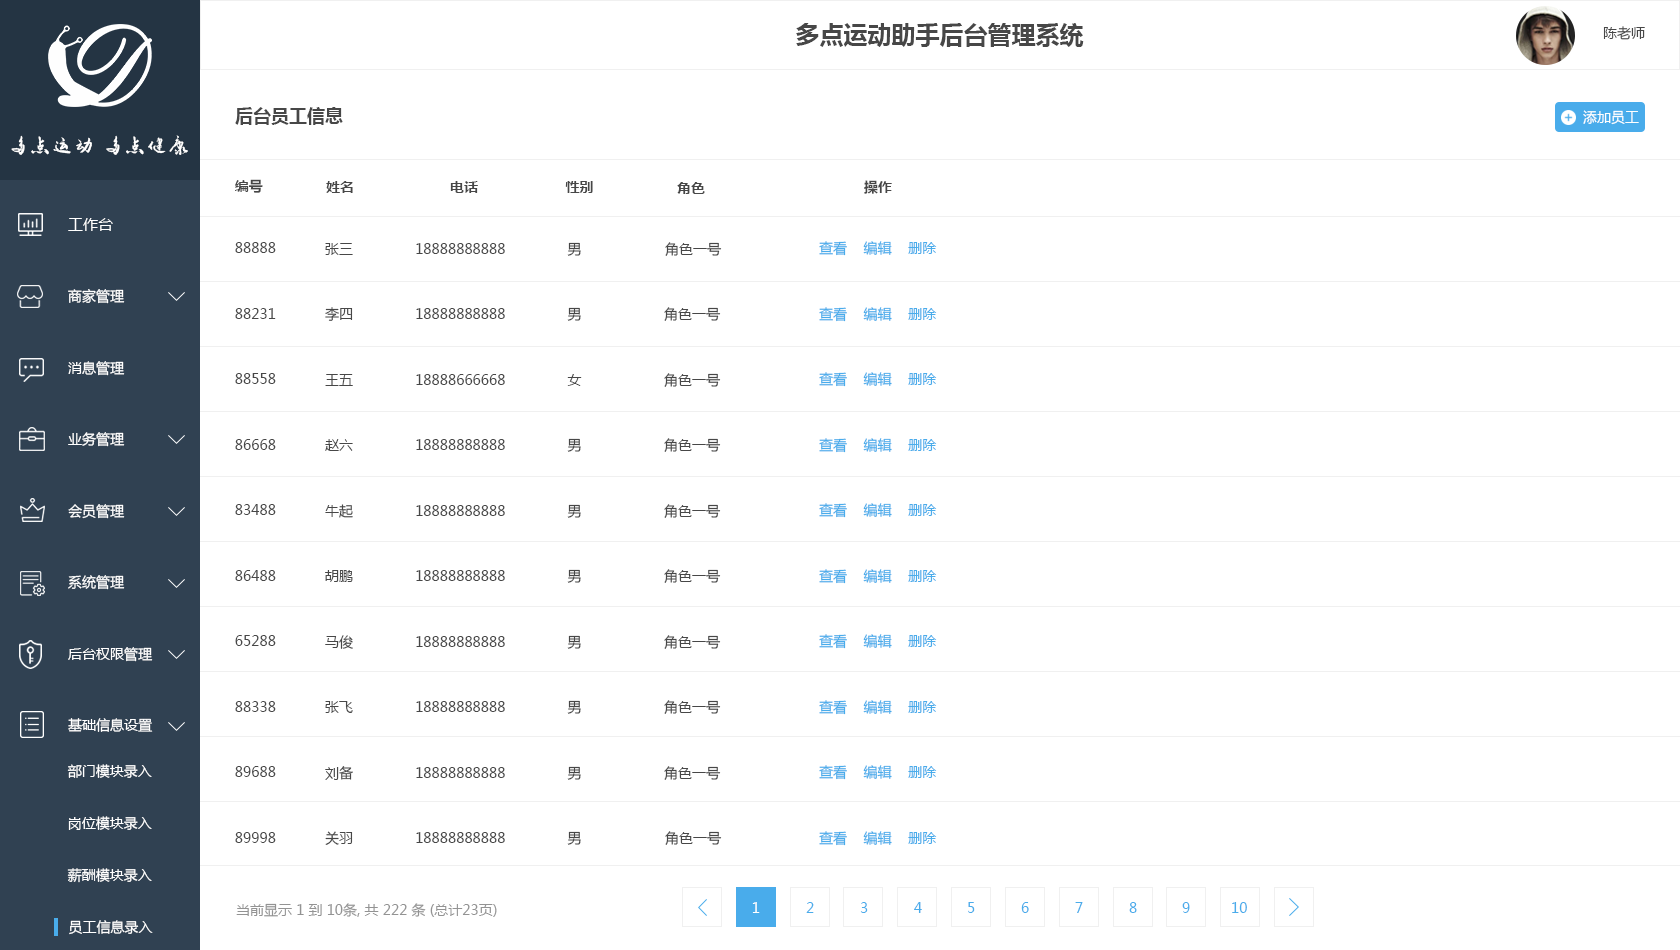 多点运动 多点健康
工作台
商家管理
消息管理
业务管理
会员管理
系统管理
后台权限管理
基础信息设置
部门模块录入
岗位模块录入
薪酬模块录入
员工信息录入
多点运动助手后台管理系统
陈老师
后台员工信息
添加员工
编号 姓名 电话 性别 角色 操作
88888 张三 18888888888 男 角色一号 查看 编辑 删除
88231 李四 18888888888 男 角色一号 查看 编辑 删除
88558 王五 18888666668 女 角色一号 查看 编辑 删除
86668 赵六 18888888888 男 角色一号 查看 编辑 删除
83488 牛起 18888888888 男 角色一号 查看 编辑 删除
86488 胡鹏 18888888888 男 角色一号 查看 编辑 删除
65288 马俊 18888888888 男 角色一号 查看 编辑 删除
88338 张飞 18888888888 男 角色一号 查看 编辑 删除
89688 刘备 18888888888 男 角色一号 查看 编辑 删除
89998 关羽 18888888888 男 角色一号 查看 编辑 删除
当前显示 1 到 10条, 共 222 条 (总计23页)
1 2 3 4 5 6 7 8 9 10